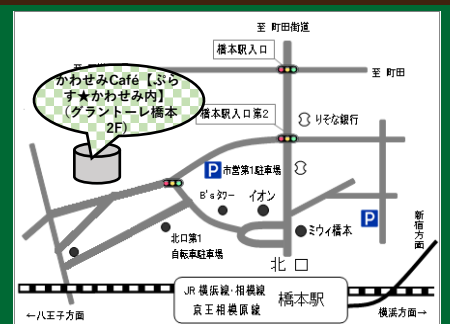 至 町田街道
橋本駅入口
至 町田
かわせみCafé【ぷら
す★かわせみ内】
(グラントーレ橋本
2F)
橋本駅入口第2
りそな銀行
P 市営第1駐車場
B'sタワー
イオン
P
ミウィ橋本
北口第1
自転車駐車場
新宿方面
北 口
JR 横浜線･相模線
京王相模原線
橋本駅
←八王子方面
横浜方面→